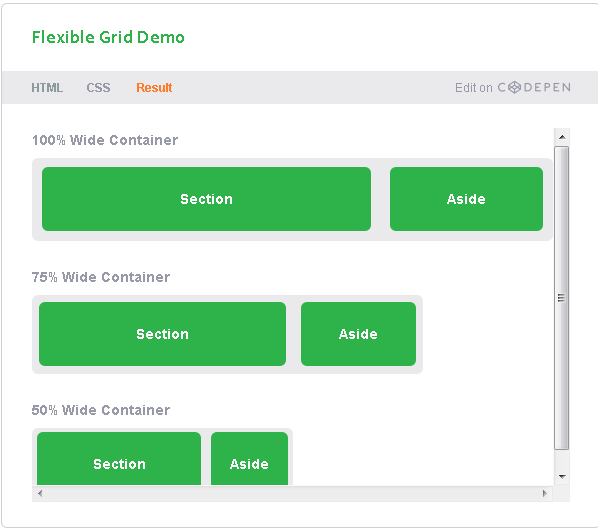 Flexible Grid Demo
HTML CSS Result Edit on CODEPEN
100% Wide Container
Section Aside
75% Wide Container
Section Aside
50% Wide Container
Section Aside